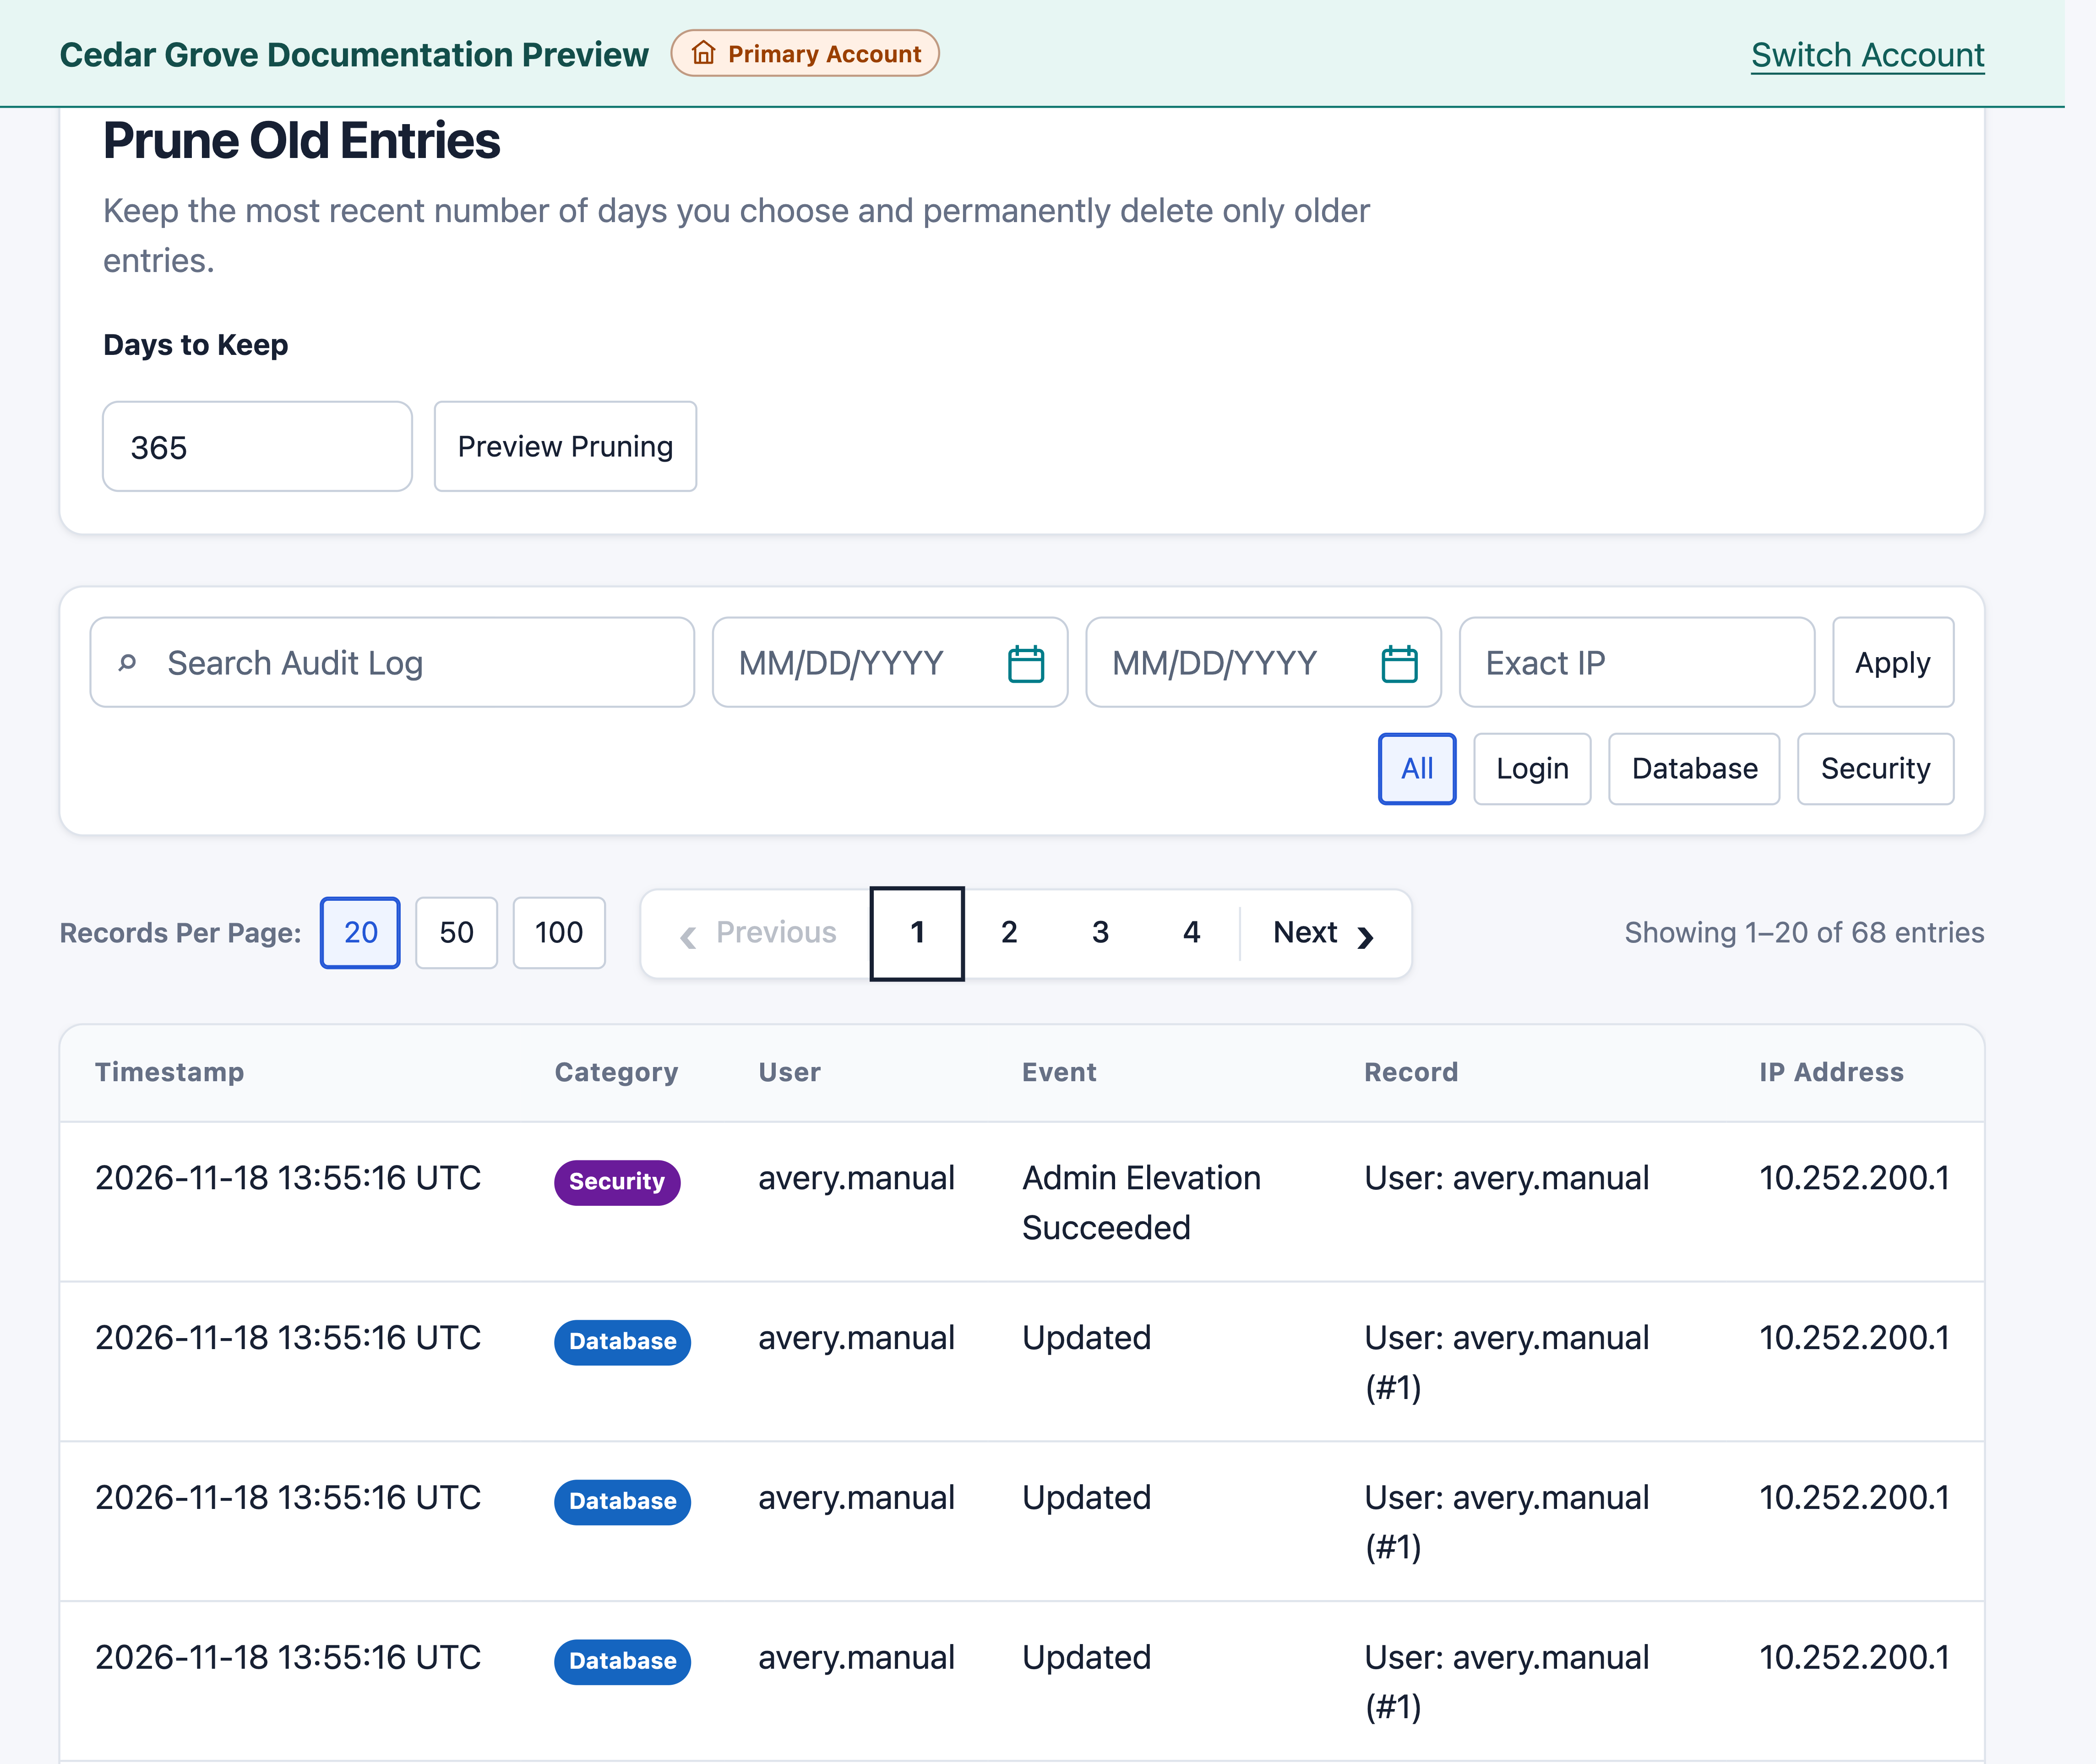 Cedar Grove Documentation Preview Primary Account Switch Account
Prune Old Entries
Keep the most recent number of days you choose and permanently delete only older
entries.
Days to Keep
365 Preview Pruning
Search Audit Log MM/DD/YYYY MM/DD/YYYY Exact IP Apply
All Login Database Security
Records Per Page: 20 50 100 ‹ Previous 1 2 3 4 Next › Showing 1–20 of 68 entries
Timestamp Category User Event Record IP Address
2026-11-18 13:55:16 UTC Security avery.manual Admin Elevation User: avery.manual 10.252.200.1
Succeeded
2026-11-18 13:55:16 UTC Database avery.manual Updated User: avery.manual 10.252.200.1
(#1)
2026-11-18 13:55:16 UTC Database avery.manual Updated User: avery.manual 10.252.200.1
(#1)
2026-11-18 13:55:16 UTC Database avery.manual Updated User: avery.manual 10.252.200.1
(#1)